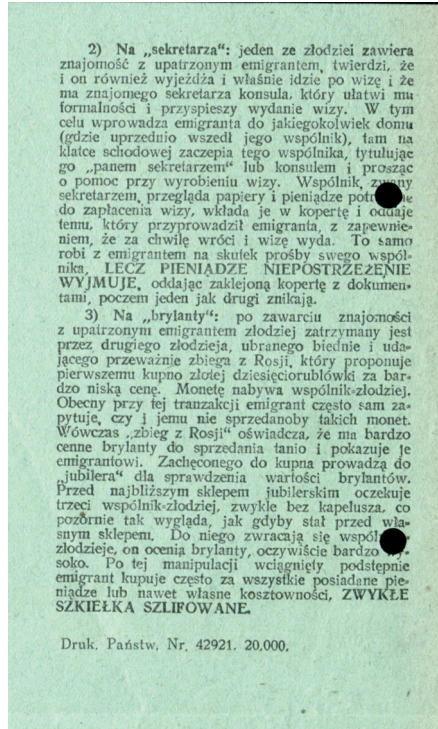 2) Na „sekretarza“: jeden ze złodziei zawiera
znajomość z upatrzonym emigrantem, twierdzi, że
i on również wyjeżdża i właśnie idzie po wizę i że
ma znajomego sekretarza konsula, który ułatwi mu
formalności i przyspieszy wydanie wizy. W tym
celu wprowadza emigranta do jakiegokolwiek domu
(gdzie uprzednio wszedł jego wspólnik), tam na
klatce schodowej zaczepia tego wspólnika, tytułując
go „panem sekretarzem“ lub konsulem i prosząc
o pomoc przy wyrobieniu wizy. Wspólnik, zwany
sekretarzem, przegląda papiery i pieniądze
do zapłacenia wizy, wkłada je w kopertę i oddaje
temu, który przyprowadził emigranta, z zapewnie-
niem, że za chwilę wróci i wizę wyda. To samo
robi z emigrantem na skutek prośby swego wspól-
nika, LECZ PIENIĄDZE NIEPOSTRZEŻENIE
WYJMUJE, oddając zaklejoną kopertę z dokumen-
tami, poczem jeden jak drugi znikają.
3) Na „brylanty“: po zawarciu znajomości
z upatrzonym emigrantem złodziej zatrzymany jest
przez drugiego złodzieja, ubranego biednie i uda-
jącego przeważnie zbiega z Rosji, który proponuje
pierwszemu kupno złotej dziesięciorublówki za bar-
dzo niską cenę. Monetę nabywa wspólnik-złodziej.
Obecny przy tej tranzakcji emigrant często sam za-
pytuje, czy i jemu nie sprzedanoby takich monet.
Wówczas „zbieg z Rosji“ oświadcza, że ma bardzo
cenne brylanty do sprzedania tanio i pokazuje je
emigrantowi. Zachęconego do kupna prowadzą do
„jubilera“ dla sprawdzenia wartości brylantów.
Przed najbliższym sklepem jubilerskim oczekuje
trzeci wspólnik-złodziej, zwykle bez kapelusza, co
pozornie tak wygląda, jak gdyby stał przed wła-
snym sklepem. Do niego zwracają się
złodzieje, on ocenia brylanty, oczywiście bardzo wy-
soko. Po tej manipulacji wciągnięty podstępnie
emigrant kupuje często za wszystkie posiadane pie-
niądze lub nawet własne kosztowności, ZWYKŁE
SZKIEŁKA SZLIFOWANE.
Druk. Państw. Nr. 42921. 20,000.